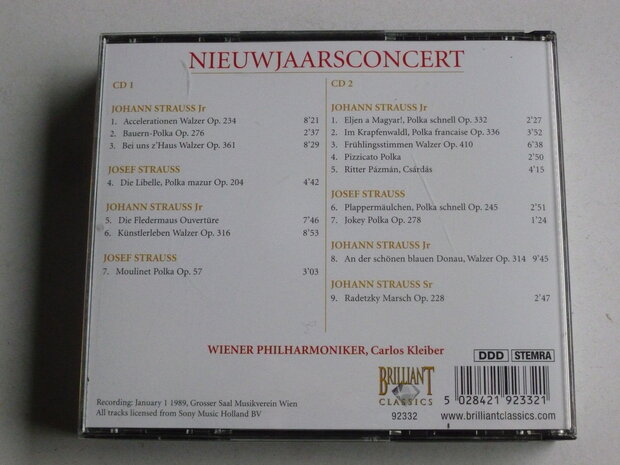 NIEUWJAARSCONCERT
CD 1
JOHANN STRAUSS Jr
1. Accelerationen Walzer Op. 234 8'21
2. Bauern-Polka Op. 276 2'37
3. Bei uns z'Haus Walzer Op. 361 8'29
JOSEF STRAUSS
4. Die Libelle, Polka mazur Op. 204 4'42
JOHANN STRAUSS Jr
5. Die Fledermaus Ouvertüre 7'46
6. Künstlerleben Walzer Op. 316 8'53
JOSEF STRAUSS
7. Moulinet Polka Op. 57 3'03
CD 2
JOHANN STRAUSS Jr
1. Eljen a Magyar!, Polka schnell Op. 332 2'27
2. Im Krapfenwaldl, Polka francaise Op. 336 3'52
3. Frühlingsstimmen Walzer Op. 410 6'38
4. Pizzicato Polka 2'50
5. Ritter Pázmán, Csárdás 4'15
JOSEF STRAUSS
6. Plappermäulchen, Polka schnell Op. 245 2'51
7. Jokey Polka Op. 278 1'24
JOHANN STRAUSS Jr
8. An der schönen blauen Donau, Walzer Op. 314 9'45
JOHANN STRAUSS Sr
9. Radetzky Marsch Op. 228 2'47
WIENER PHILHARMONIKER, Carlos Kleiber
Recording: January 1 1989, Grosser Saal Musikverein Wien
All tracks licensed from Sony Music Holland BV
BRILLIANT
CLASSICS
92332
DDD STEMRA
5 028421 923321
www.brilliantclassics.com